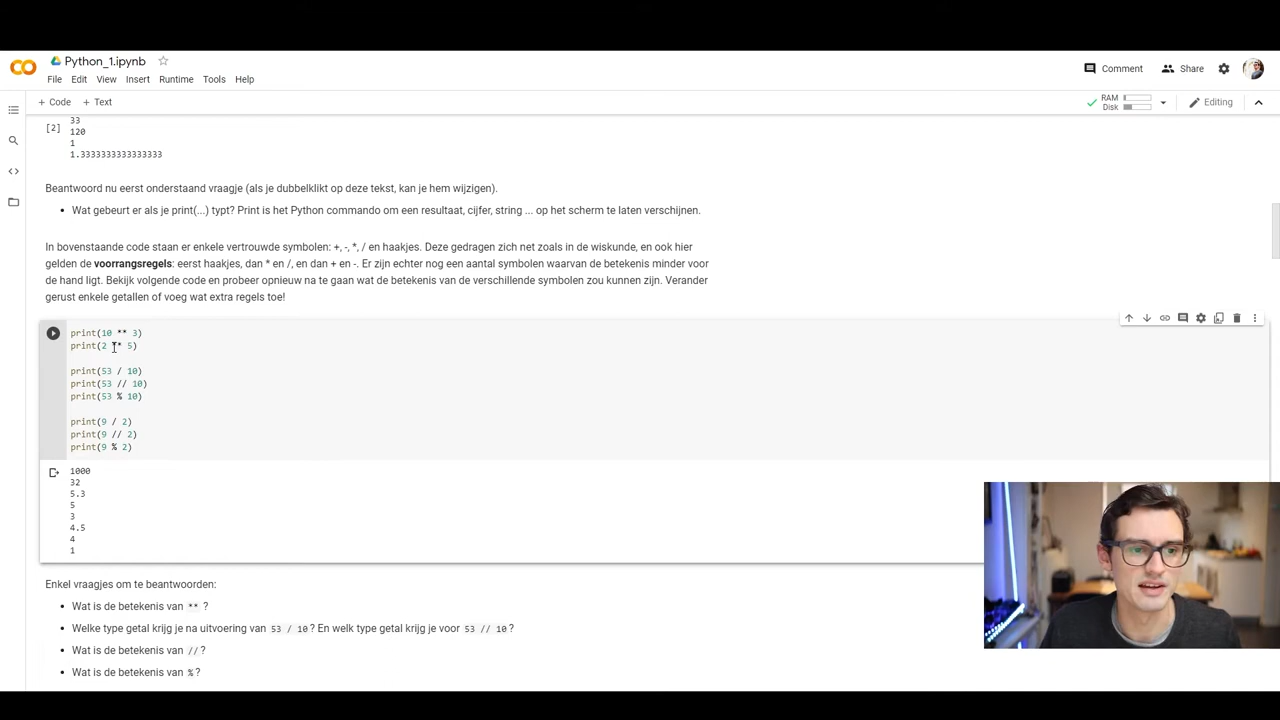 Python_1.ipynb
File Edit View Insert Runtime Tools Help
Comment Share
+ Code + Text
RAM
Disk
Editing
33
[2]
120
1
1.3333333333333333
Beantwoord nu eerst onderstaand vraagje (als je dubbelklikt op deze tekst, kan je hem wijzigen).
• Wat gebeurt er als je print(...) typt? Print is het Python commando om een resultaat, cijfer, string ... op het scherm te laten verschijnen.
In bovenstaande code staan er enkele vertrouwde symbolen: +, -, *, / en haakjes. Deze gedragen zich net zoals in de wiskunde, en ook hier
gelden de voorrangsregels: eerst haakjes, dan * en /, en dan + en -. Er zijn echter nog een aantal symbolen waarvan de betekenis minder voor
de hand ligt. Bekijk volgende code en probeer opnieuw na te gaan wat de betekenis van de verschillende symbolen zou kunnen zijn. Verander
gerust enkele getallen of voeg wat extra regels toe!
print(10 ** 3)
print(2 ** 5)
print(53 / 10)
print(53 // 10)
print(53 % 10)
print(9 / 2)
print(9 // 2)
print(9 % 2)
1000
32
5.3
5
3
4.5
4
1
Enkel vraagjes om te beantwoorden:
• Wat is de betekenis van ** ?
• Welke type getal krijg je na uitvoering van 53 / 10? En welk type getal krijg je voor 53 // 10?
• Wat is de betekenis van //?
• Wat is de betekenis van %?